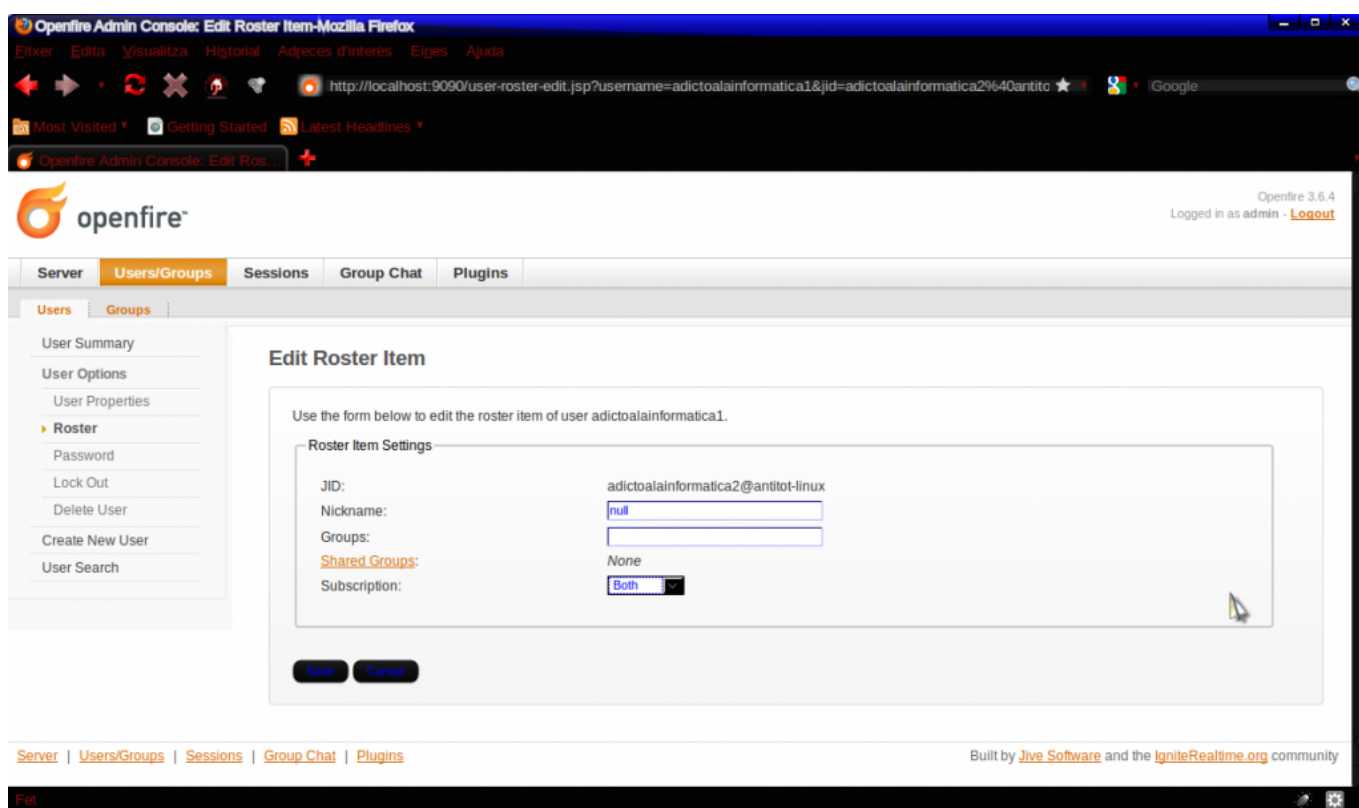 Openfire Admin Console: Edit Roster Item-Mozilla Firefox
Fitxer Edita Visualitza Historial Adreces d'interès Eines Ajuda
http://localhost:9090/user-roster-edit.jsp?username=adictoalainformatica1&jid=adictoalainformatica2%40antito Google
Most Visited Getting Started Latest Headlines
Openfire Admin Console: Edit Ros...
openfire™
Openfire 3.6.4
Logged in as admin - Logout
Server Users/Groups Sessions Group Chat Plugins
Users Groups
User Summary
User Options
User Properties
Roster
Password
Lock Out
Delete User
Create New User
User Search
Edit Roster Item
Use the form below to edit the roster item of user adictoalainformatica1.
Roster Item Settings
JID: adictoalainformatica2@antitot-linux
Nickname: null
Groups:
Shared Groups: None
Subscription: Both
Save Cancel
Server | Users/Groups | Sessions | Group Chat | Plugins
Built by Jive Software and the IgniteRealtime.org community
Fet